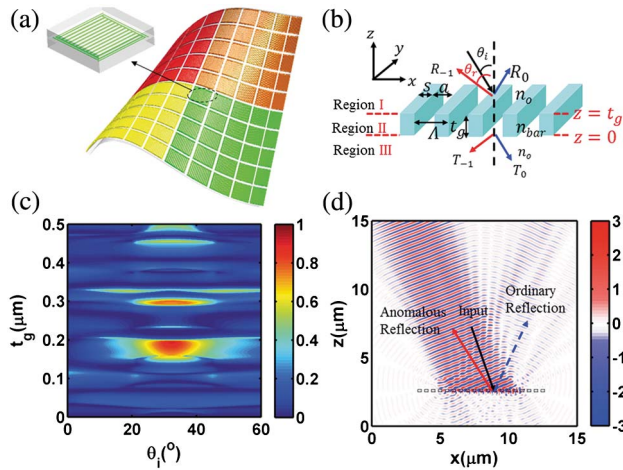 (a)
(b)
z
y
x
θi
R-1
θr
R0
s a
no
Region I
Region II
Region III
Λ
tg
nbar
z = tg
z = 0
T-1
no
T0
(c)
0.5
0.4
0.3
0.2
0.1
0
tg(μm)
0 20 40 60
θi(°)
1
0.8
0.6
0.4
0.2
0
(d)
15
10
5
0
z(μm)
Anomalous
Reflection
Input
Ordinary
Reflection
0 5 10 15
x(μm)
3
2
1
0
-1
-2
-3